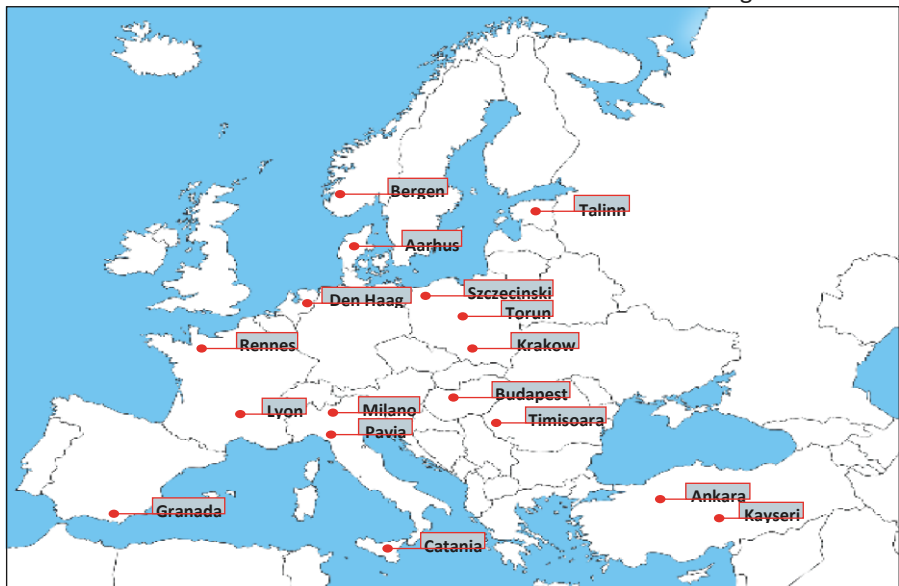 Bergen
Talinn
Aarhus
Szczecinski
Den Haag
Torun
Rennes
Krakow
Budapest
Lyon
Milano
Timisoara
Pavia
Ankara
Granada
Kayseri
Catania